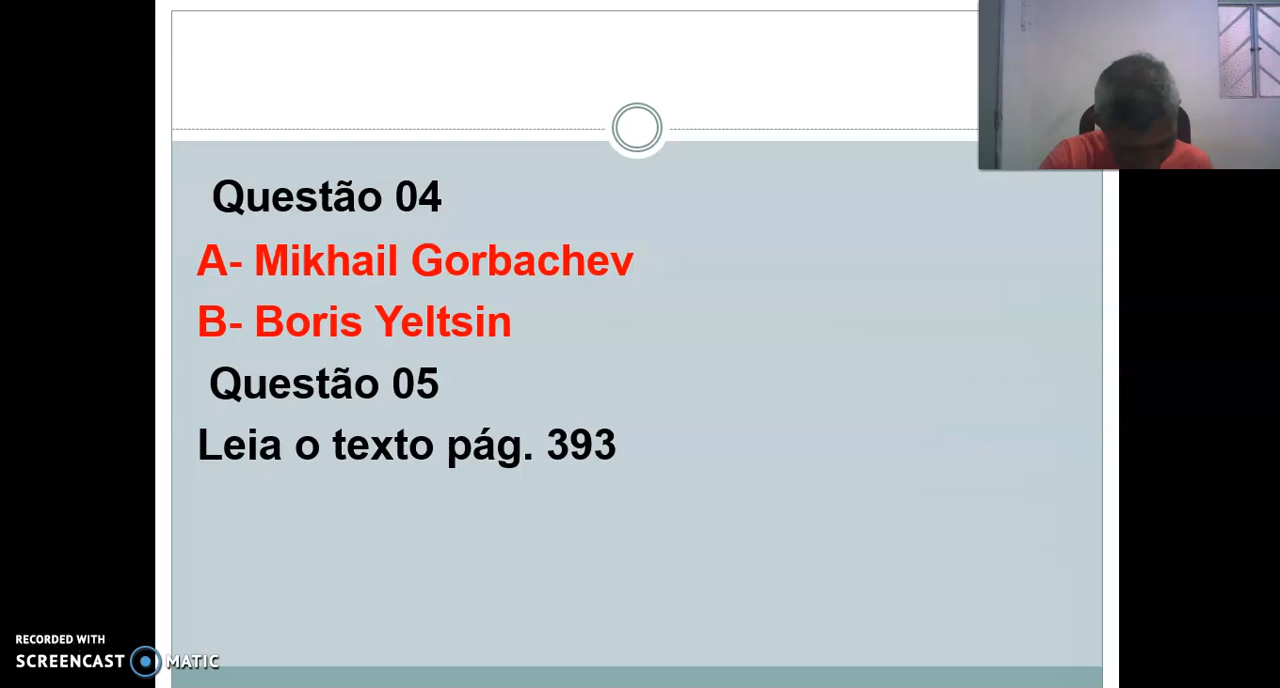 Questão 04
A- Mikhail Gorbachev
B- Boris Yeltsin
Questão 05
Leia o texto pág. 393
RECORDED WITH
SCREENCAST MATIC